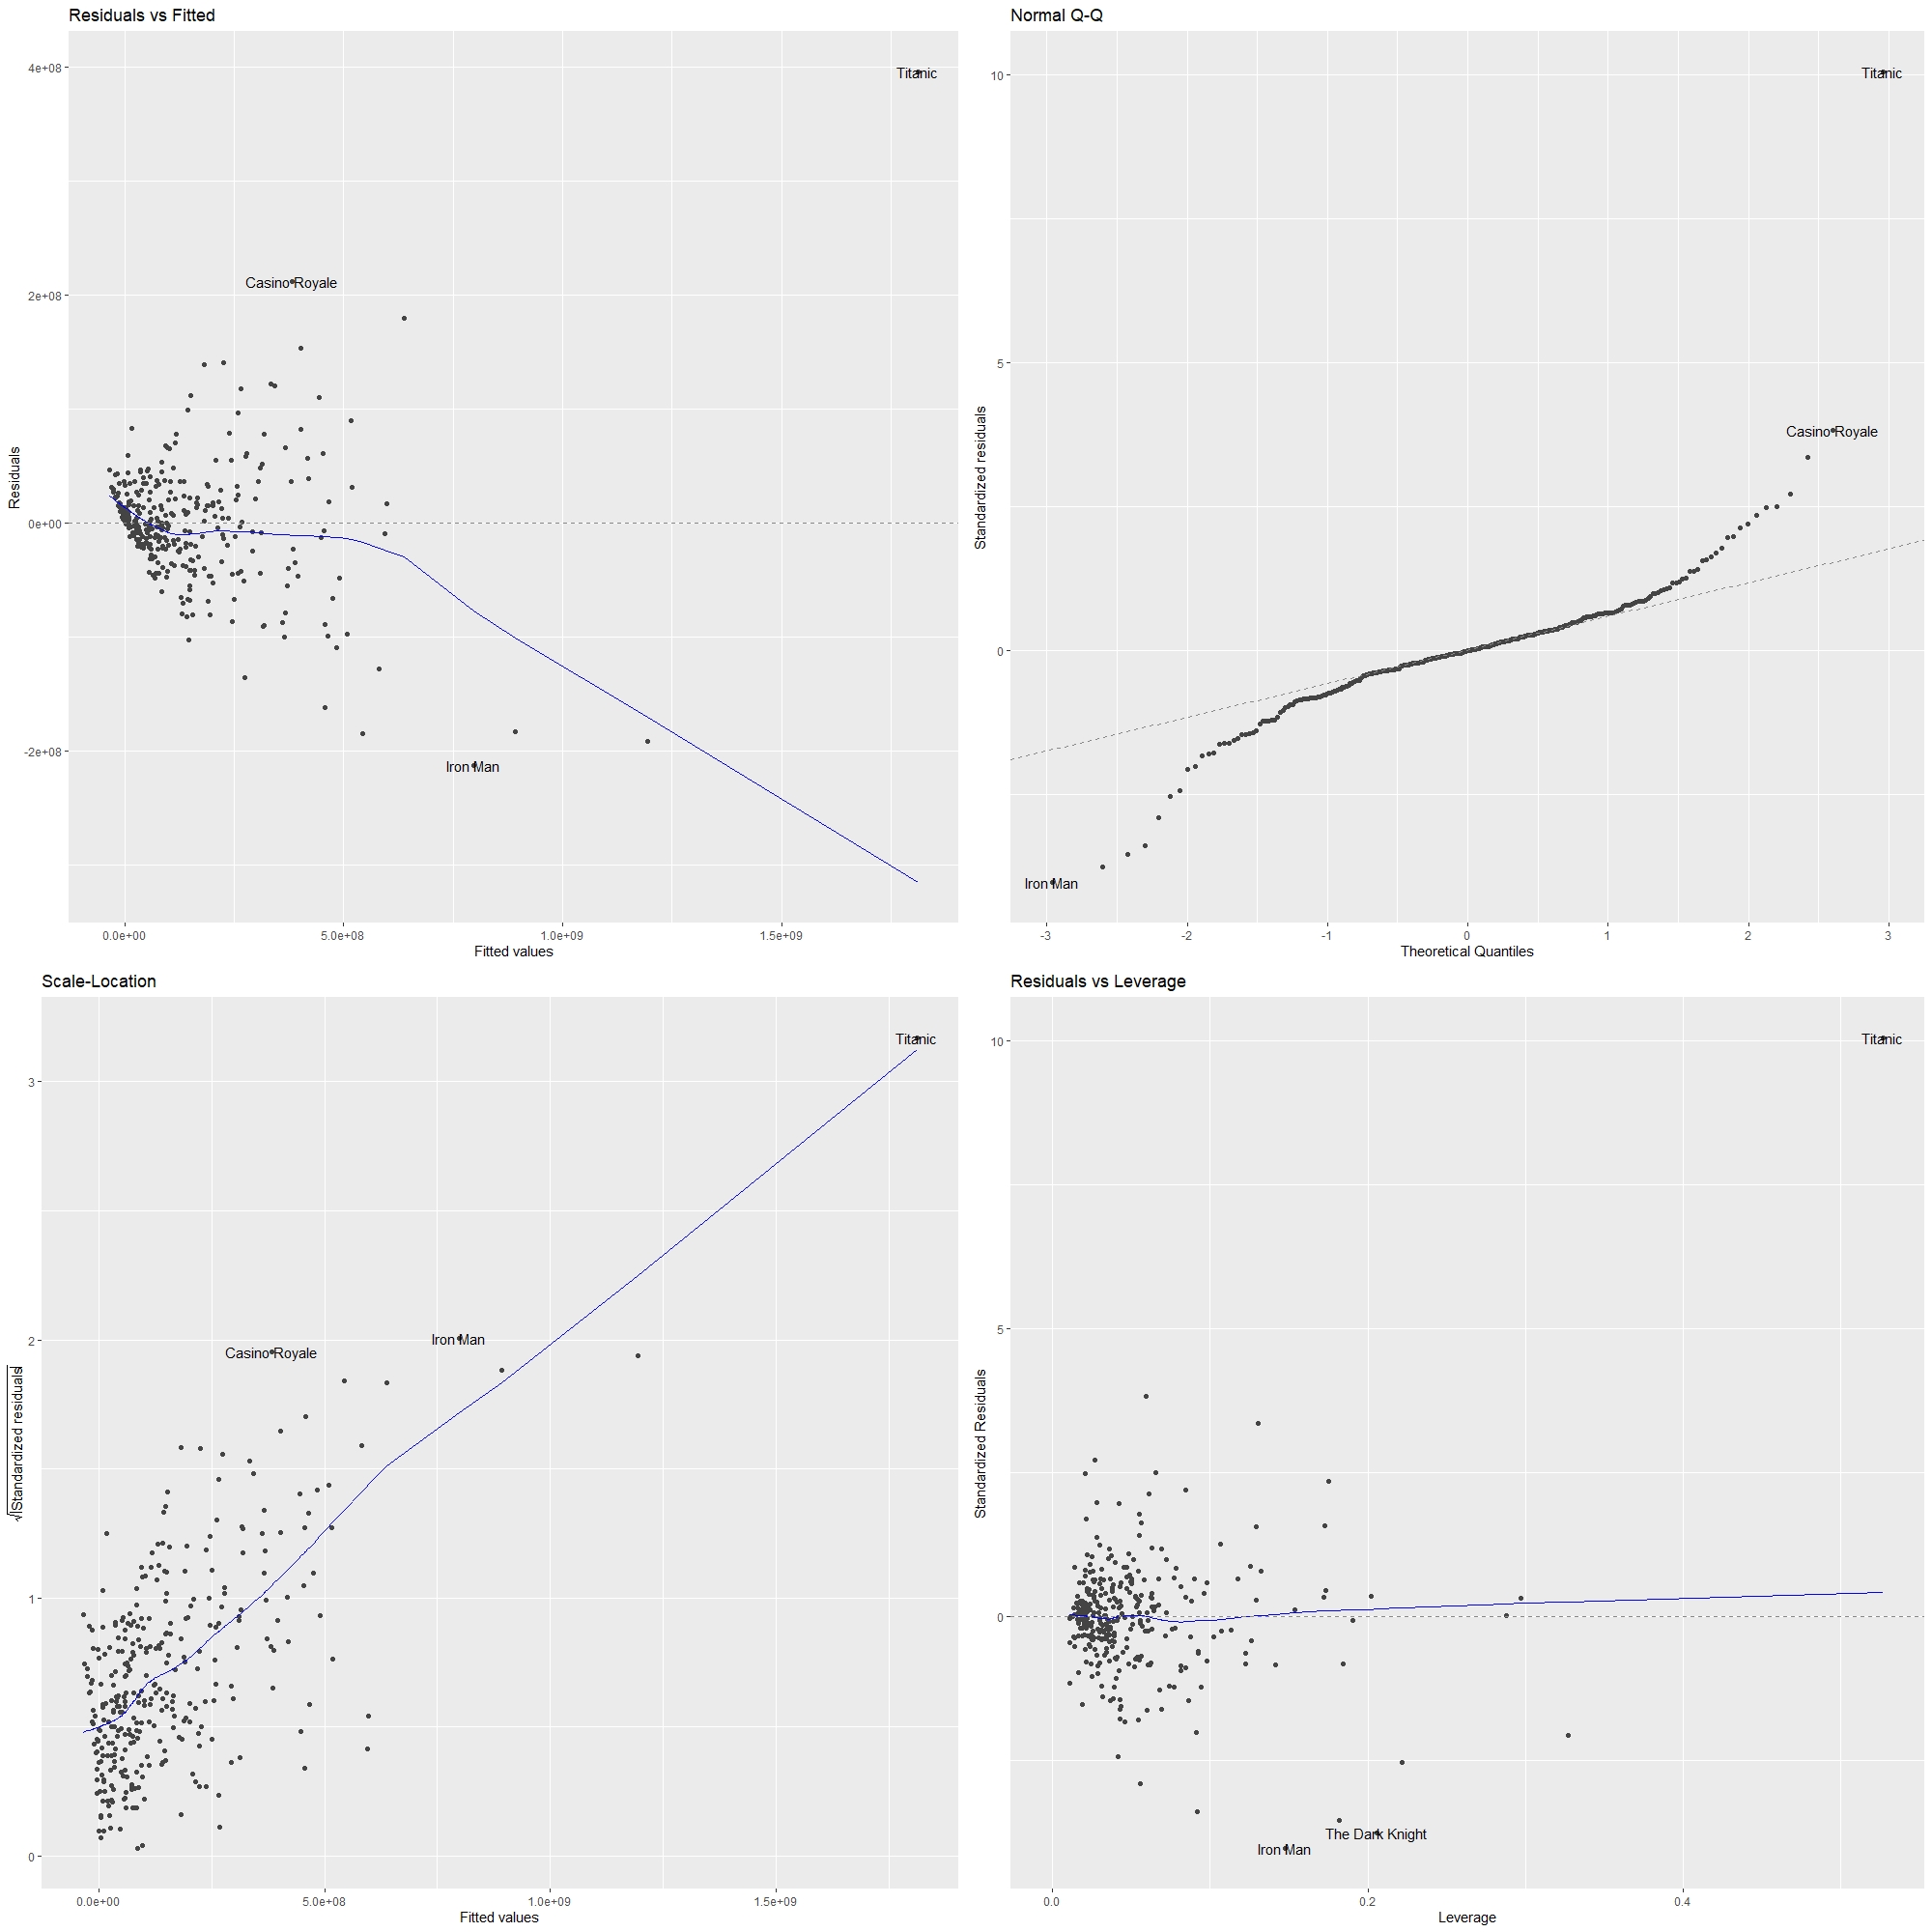 Residuals vs Fitted
4e+08
2e+08
0e+00
-2e+08
Residuals
Titanic
Casino Royale
Iron Man
0.0e+00 5.0e+08 1.0e+09 1.5e+09
Fitted values
Normal Q-Q
10
5
0
Standardized residuals
Titanic
Casino Royale
Iron Man
-3 -2 -1 0 1 2 3
Theoretical Quantiles
Scale-Location
3
2
1
0
√|Standardized residuals|
Titanic
Iron Man
Casino Royale
0.0e+00 5.0e+08 1.0e+09 1.5e+09
Fitted values
Residuals vs Leverage
10
5
0
Standardized Residuals
Titanic
The Dark Knight
Iron Man
0.0 0.2 0.4
Leverage